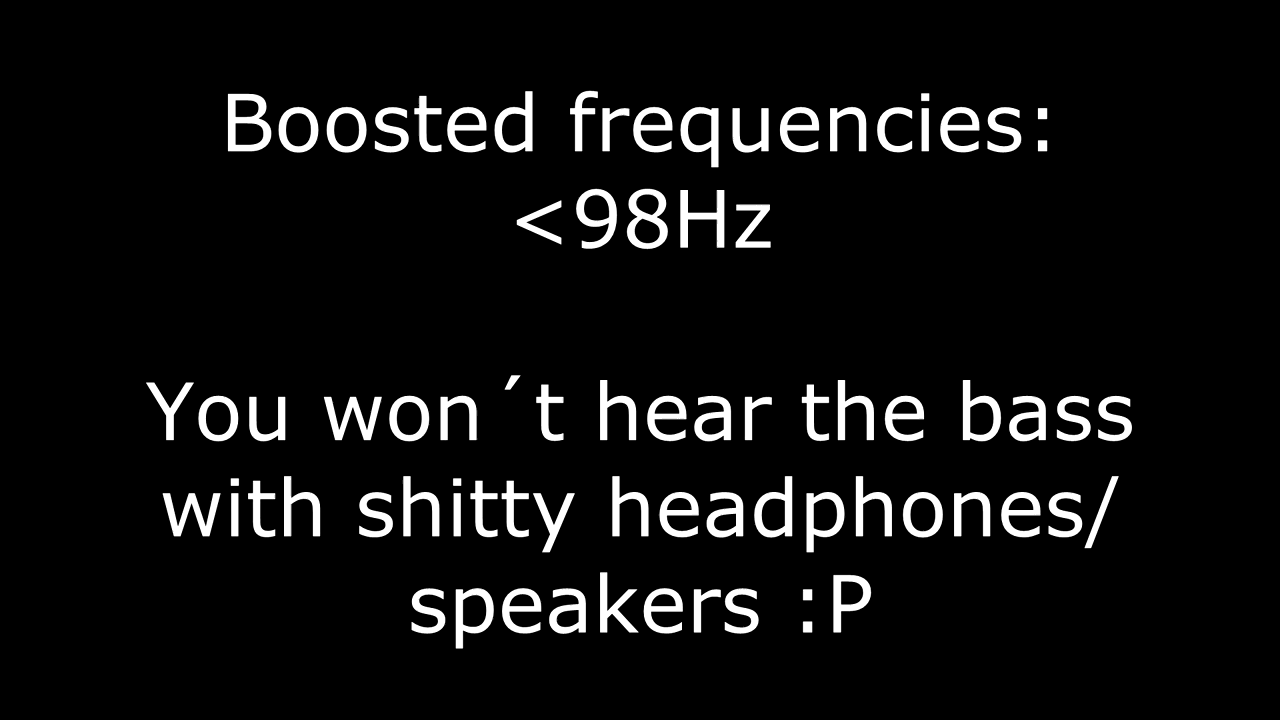 Boosted frequencies:
<98Hz
You won´t hear the bass
with shitty headphones/
speakers :P